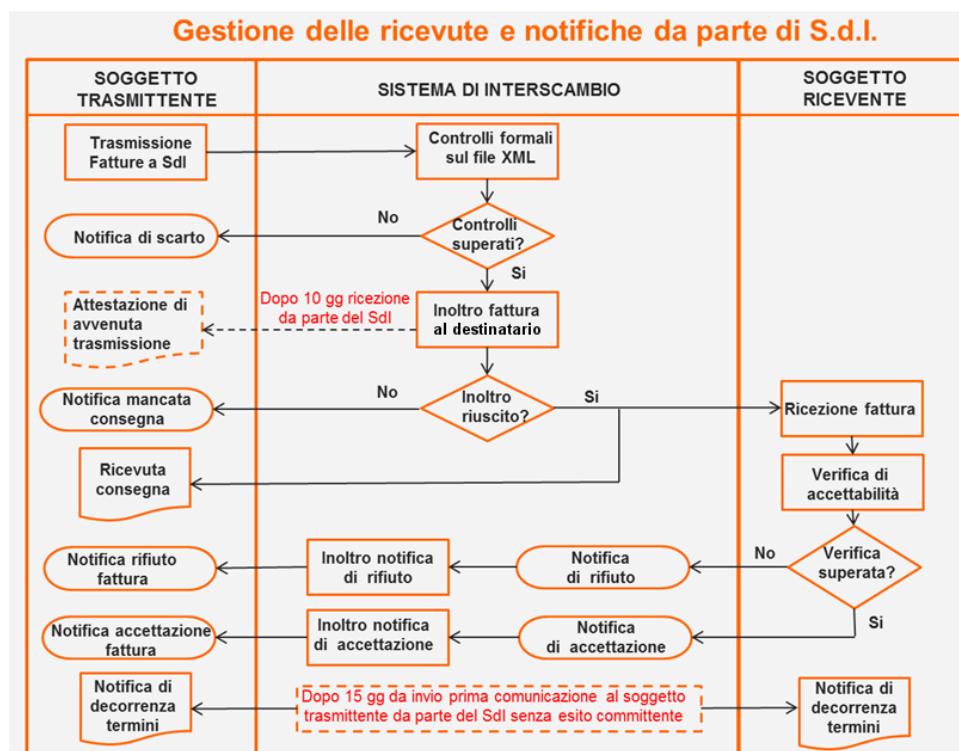 Gestione delle ricevute e notifiche da parte di S.d.I.
SOGGETTO
TRASMITTENTE
SISTEMA DI INTERSCAMBIO
SOGGETTO
RICEVENTE
Trasmissione
Fatture a SdI
Controlli formali
sul file XML
No
Controlli
superati?
Notifica di scarto
Si
Attestazione di
avvenuta
trasmissione
Dopo 10 gg ricezione
da parte del SdI
Inoltro fattura
al destinatario
Notifica mancata
consegna
No
Inoltro
riuscito?
Si
Ricezione fattura
Ricevuta
consegna
Verifica di
accettabilità
Notifica rifiuto
fattura
Inoltro notifica
di rifiuto
Notifica
di rifiuto
No
Verifica
superata?
Si
Notifica accettazione
fattura
Inoltro notifica
di accettazione
Notifica
di accettazione
Notifica di
decorrenza
termini
Dopo 15 gg da invio prima comunicazione al soggetto
trasmittente da parte del SdI senza esito committente
Notifica di
decorrenza
termini